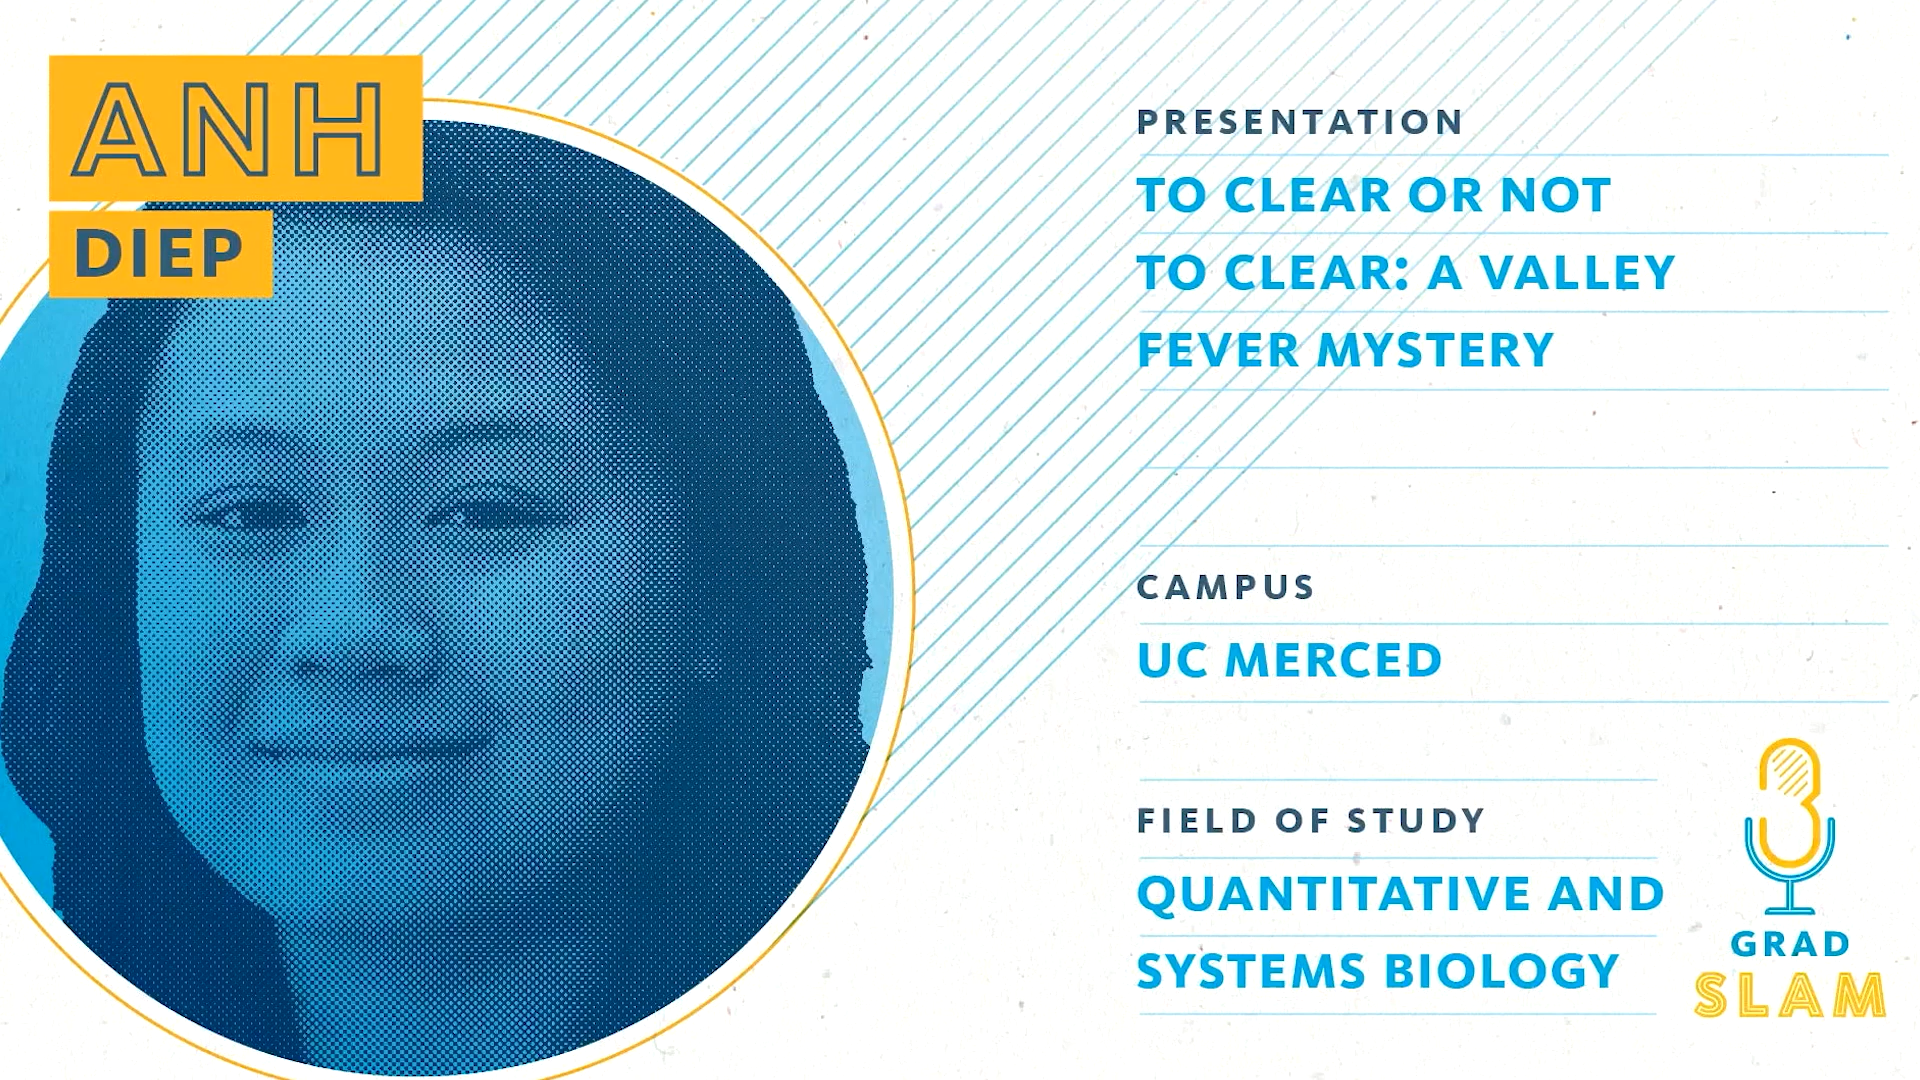 ANH
DIEP
PRESENTATION
TO CLEAR OR NOT
TO CLEAR: A VALLEY
FEVER MYSTERY
CAMPUS
UC MERCED
FIELD OF STUDY
QUANTITATIVE AND
SYSTEMS BIOLOGY
3
GRAD
SLAM